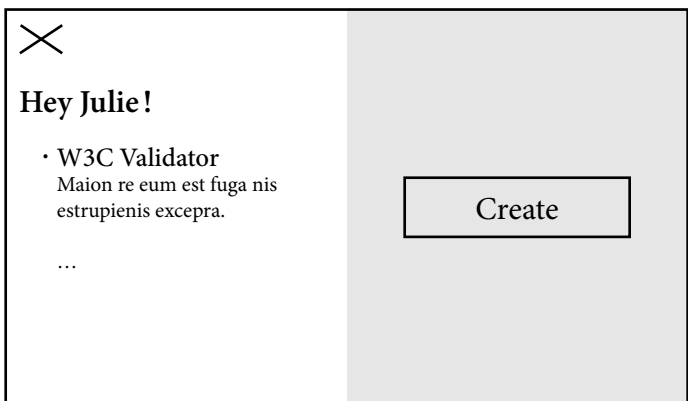 Hey Julie!
· W3C Validator
Maion re eum est fuga nis
estrupienis excepra.
…
Create